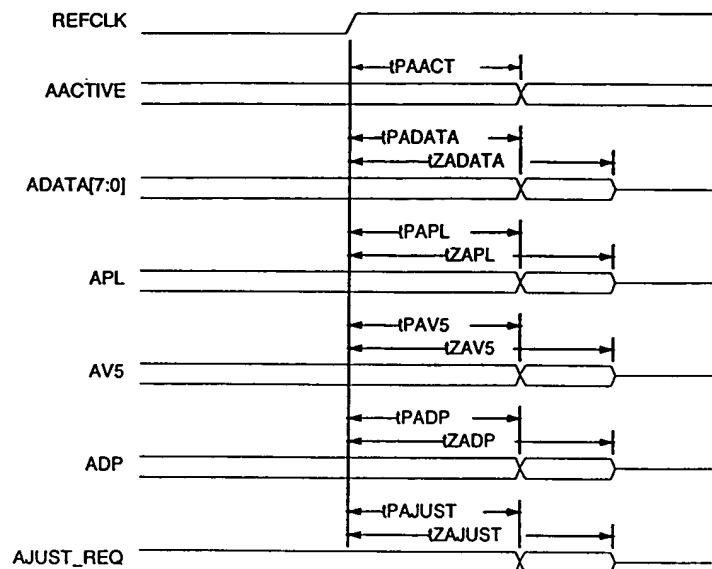 REFCLK
tPAACT
AACTIVE
tPADATA
tZADATA
ADATA[7:0]
tPAPL
tZAPL
APL
tPAV5
tZAV5
AV5
tPADP
tZADP
ADP
tPAJUST
tZAJUST
AJUST_REQ